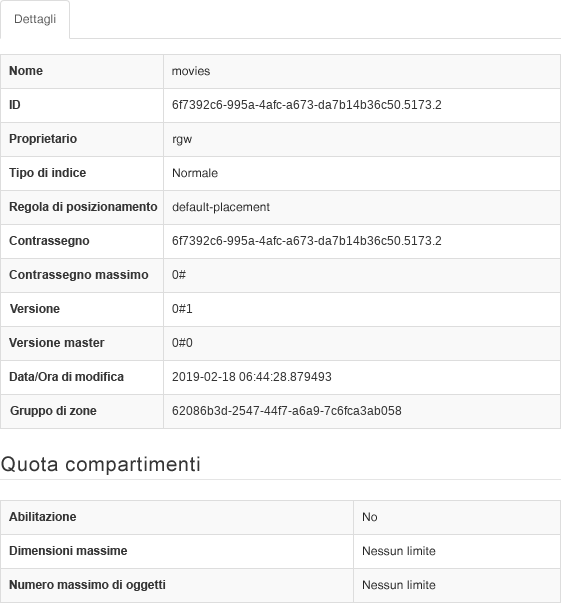 Dettagli
Nome movies
ID 6f7392c6-995a-4afc-a673-da7b14b36c50.5173.2
Proprietario rgw
Tipo di indice Normale
Regola di posizionamento default-placement
Contrassegno 6f7392c6-995a-4afc-a673-da7b14b36c50.5173.2
Contrassegno massimo 0#
Versione 0#1
Versione master 0#0
Data/Ora di modifica 2019-02-18 06:44:28.879493
Gruppo di zone 62086b3d-2547-44f7-a6a9-7c6fca3ab058
Quota compartimenti
Abilitazione No
Dimensioni massime Nessun limite
Numero massimo di oggetti Nessun limite